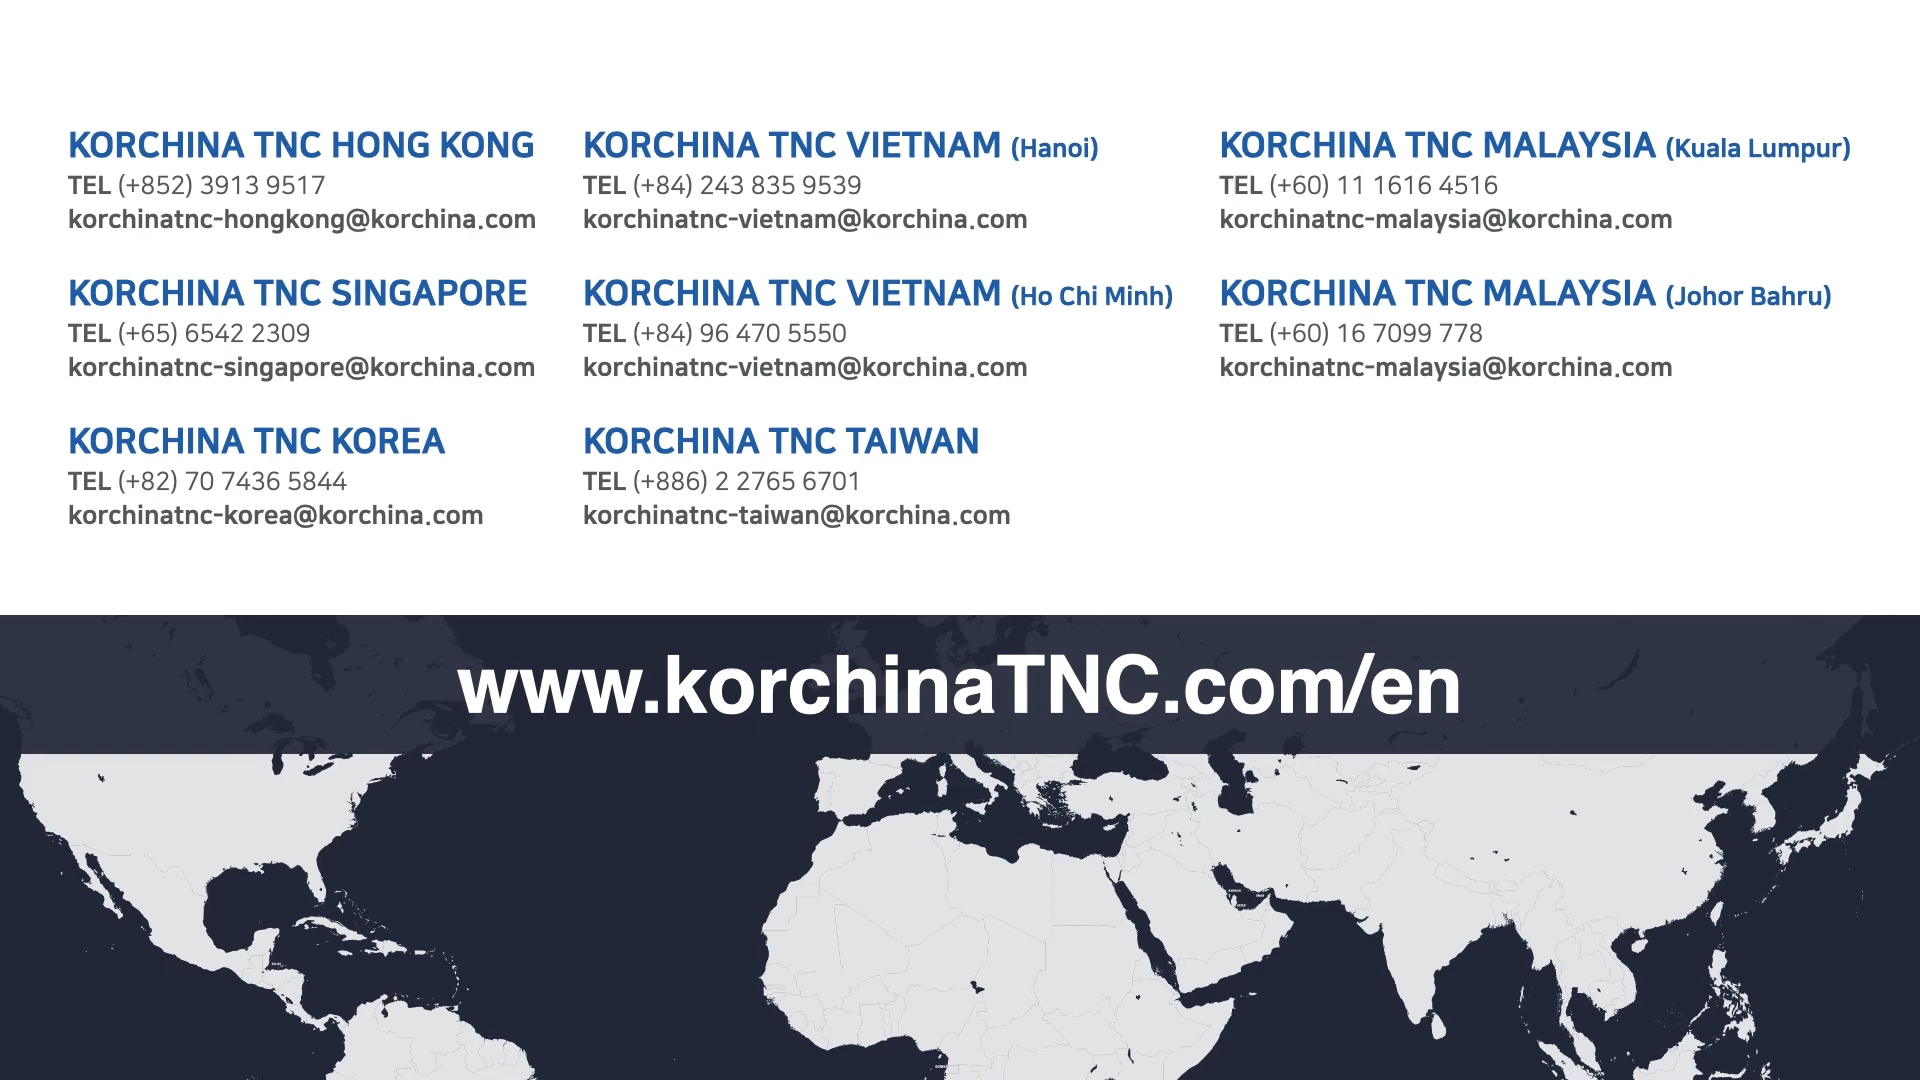 KORCHINA TNC HONG KONG
TEL (+852) 3913 9517
korchinatnc-hongkong@korchina.com
KORCHINA TNC SINGAPORE
TEL (+65) 6542 2309
korchinatnc-singapore@korchina.com
KORCHINA TNC KOREA
TEL (+82) 70 7436 5844
korchinatnc-korea@korchina.com
KORCHINA TNC VIETNAM (Hanoi)
TEL (+84) 243 835 9539
korchinatnc-vietnam@korchina.com
KORCHINA TNC VIETNAM (Ho Chi Minh)
TEL (+84) 96 470 5550
korchinatnc-vietnam@korchina.com
KORCHINA TNC TAIWAN
TEL (+886) 2 2765 6701
korchinatnc-taiwan@korchina.com
KORCHINA TNC MALAYSIA (Kuala Lumpur)
TEL (+60) 11 1616 4516
korchinatnc-malaysia@korchina.com
KORCHINA TNC MALAYSIA (Johor Bahru)
TEL (+60) 16 7099 778
korchinatnc-malaysia@korchina.com
www.korchinaTNC.com/en